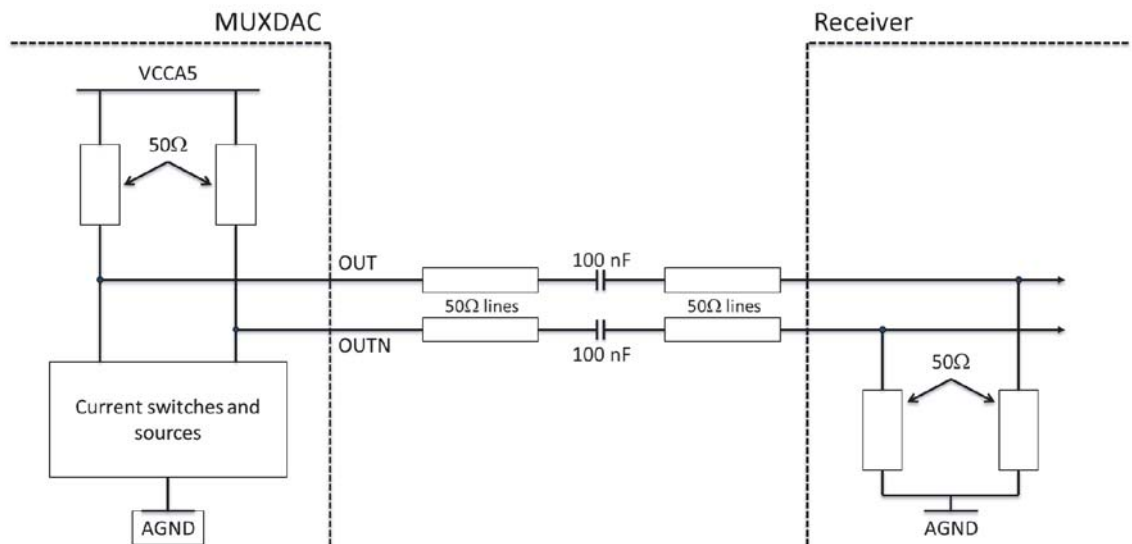 MUXDAC
Receiver
VCCA5
50Ω
OUT
100 nF
50Ω lines
50Ω lines
OUTN
100 nF
50Ω
Current switches and
sources
AGND
AGND